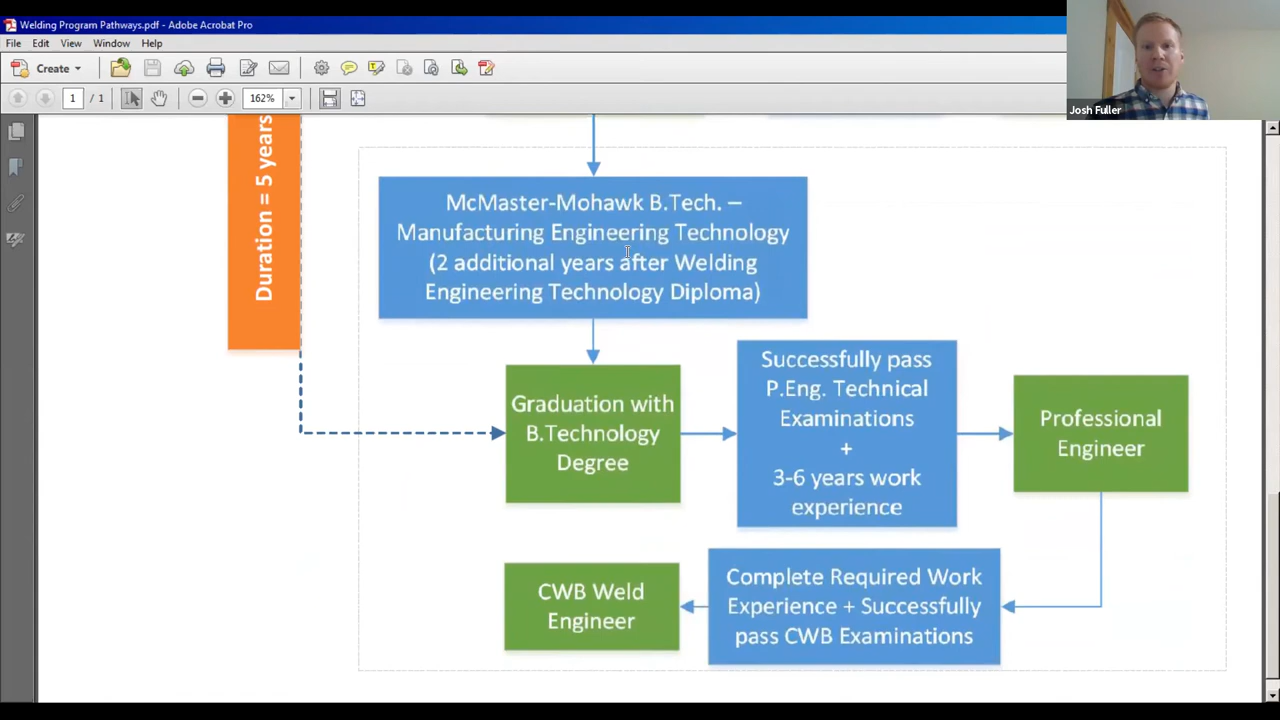 Welding Program Pathways.pdf - Adobe Acrobat Pro
File Edit View Window Help
Create
1 / 1
162%
Josh Fuller
Duration = 5 years
McMaster-Mohawk B.Tech. –
Manufacturing Engineering Technology
(2 additional years after Welding
Engineering Technology Diploma)
Graduation with
B.Technology
Degree
Successfully pass
P.Eng. Technical
Examinations
+
3-6 years work
experience
Professional
Engineer
CWB Weld
Engineer
Complete Required Work
Experience + Successfully
pass CWB Examinations